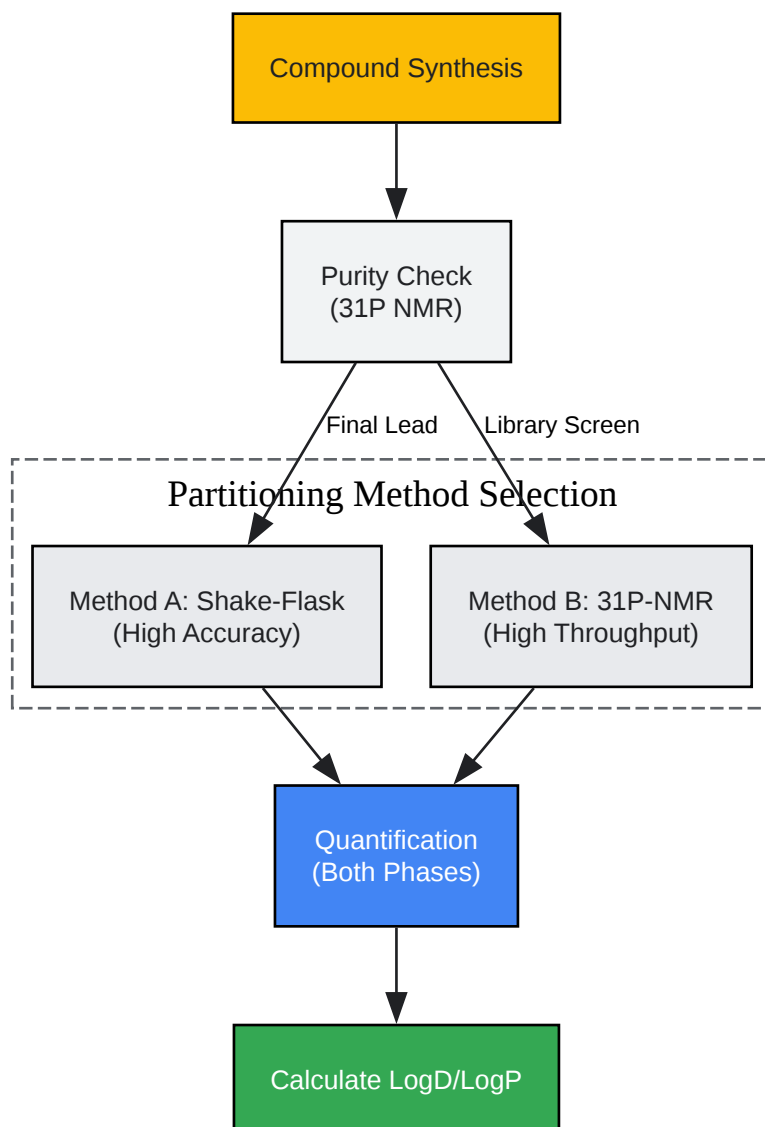 Compound Synthesis
Purity Check
(31P NMR)
Final Lead
Library Screen
Partitioning Method Selection
Method A: Shake-Flask
(High Accuracy)
Method B: 31P-NMR
(High Throughput)
Quantification
(Both Phases)
Calculate LogD/LogP